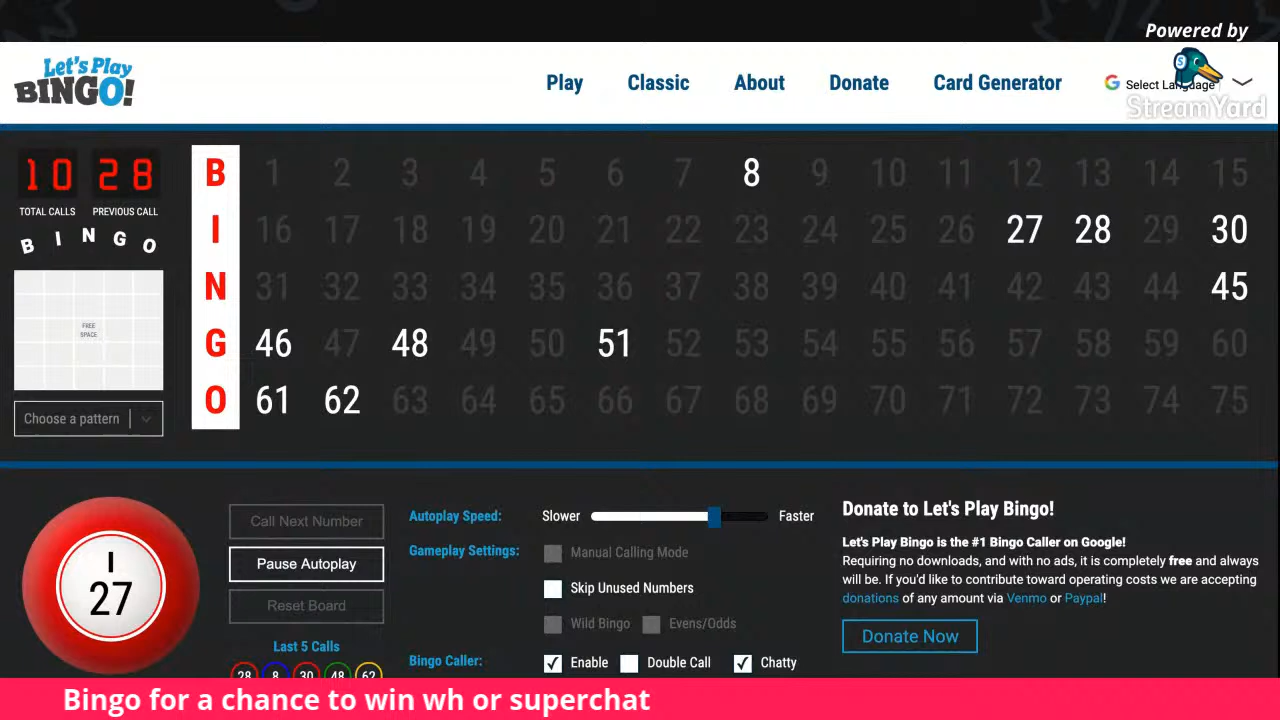 Powered by
StreamYard
Let's Play
BINGO!
Play
Classic
About
Donate
Card Generator
Select Language
10
28
TOTAL CALLS
PREVIOUS CALL
B I N G O
FREE
SPACE
Choose a pattern
B 1 2 3 4 5 6 7 8 9 10 11 12 13 14 15
I 16 17 18 19 20 21 22 23 24 25 26 27 28 29 30
N 31 32 33 34 35 36 37 38 39 40 41 42 43 44 45
G 46 47 48 49 50 51 52 53 54 55 56 57 58 59 60
O 61 62 63 64 65 66 67 68 69 70 71 72 73 74 75
I
27
Call Next Number
Pause Autoplay
Reset Board
Last 5 Calls
28 8 30 48 62
Autoplay Speed: Slower Faster
Gameplay Settings: Manual Calling Mode
Skip Unused Numbers
Wild Bingo Evens/Odds
Bingo Caller: Enable Double Call Chatty
Donate to Let's Play Bingo!
Let's Play Bingo is the #1 Bingo Caller on Google!
Requiring no downloads, and with no ads, it is completely free and always
will be. If you'd like to contribute toward operating costs we are accepting
donations of any amount via Venmo or Paypal!
Donate Now
Bingo for a chance to win wh or superchat